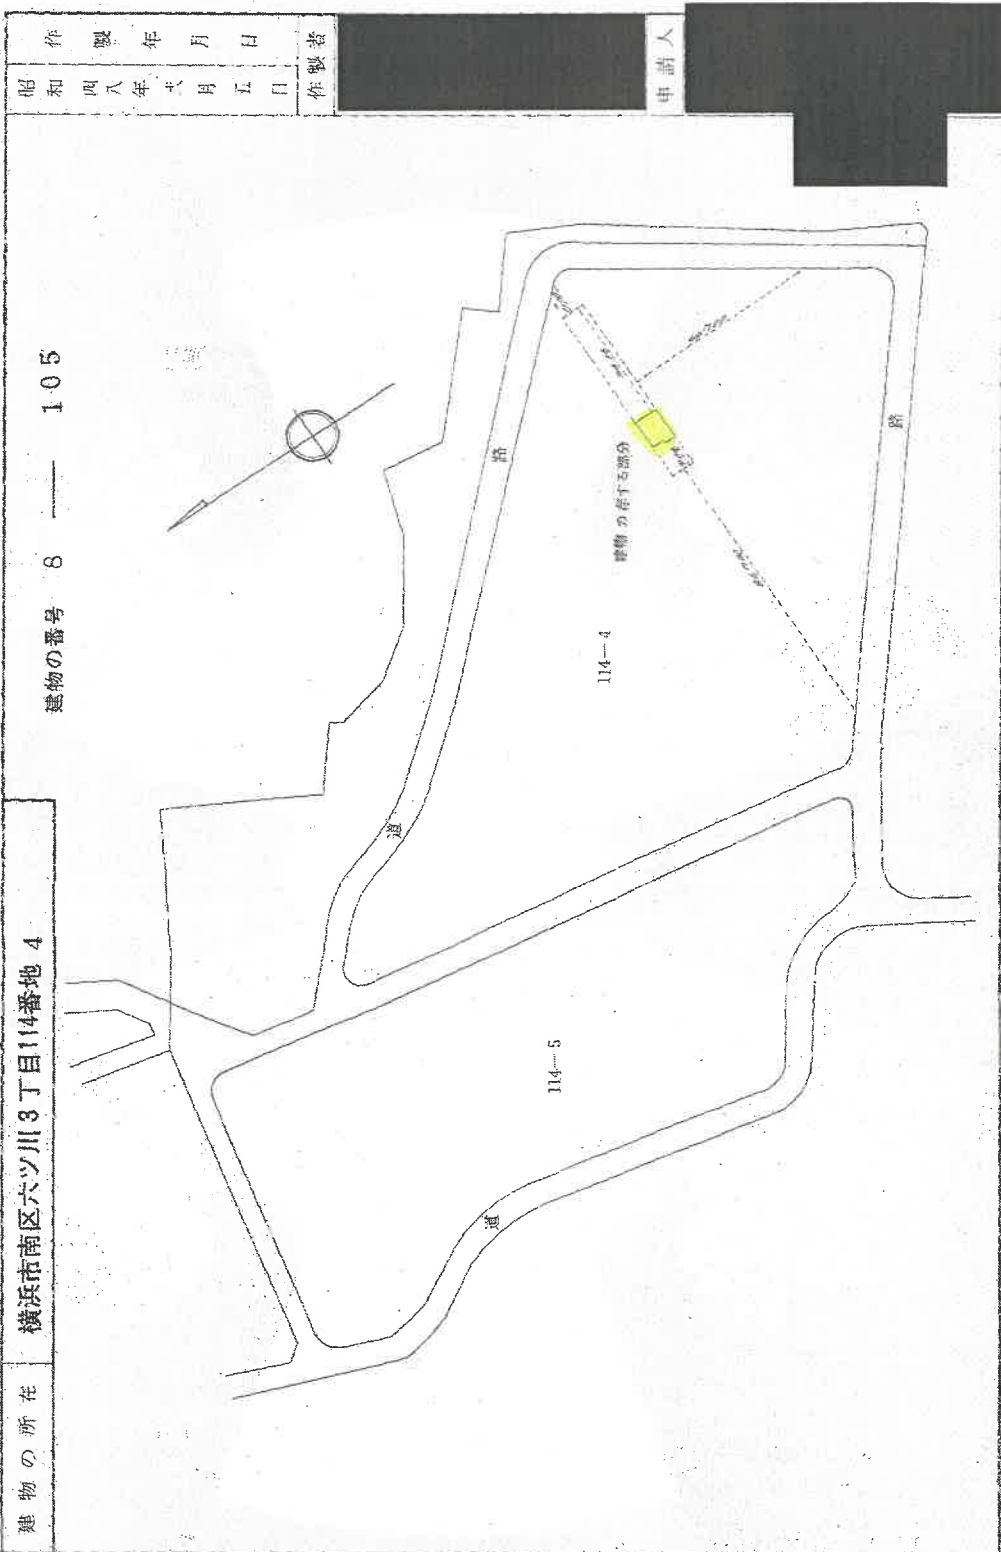 建物の所在 横浜市南区六ツ川3丁目114番地4
建物の番号 8 — 105
作製年月日
昭和四八年弐月五日
作製者
申請人
道
路
路
道
建物の存する部分
114—4
114—5